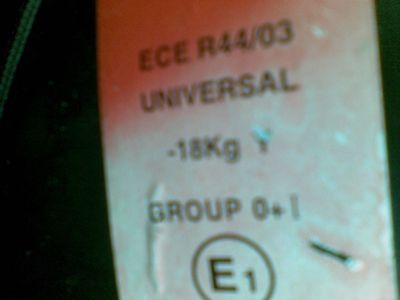 ECE R44/03
UNIVERSAL
-18Kg Y
GROUP 0+ I
E1